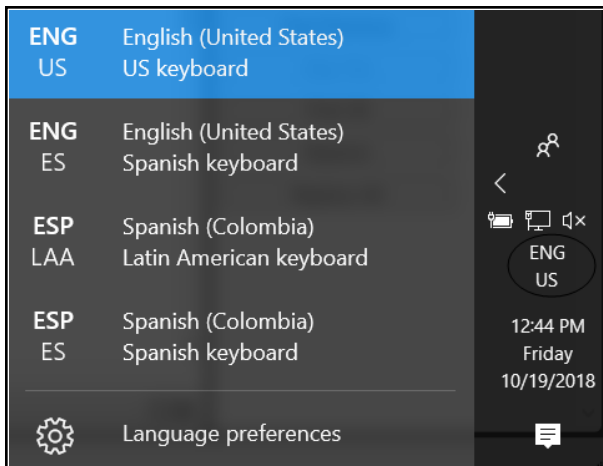 ENG English (United States)
US US keyboard
ENG English (United States)
ES Spanish keyboard
ESP Spanish (Colombia)
LAA Latin American keyboard
ESP Spanish (Colombia)
ES Spanish keyboard
Language preferences
ENG
US
12:44 PM
Friday
10/19/2018